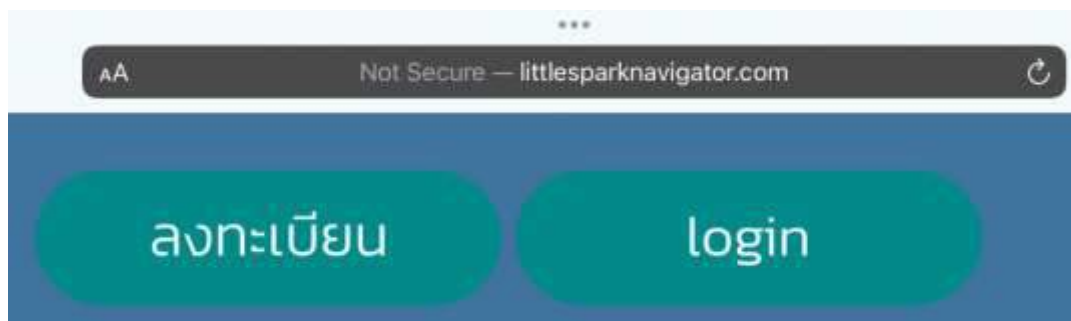 AA Not Secure — littlesparknavigator.com
ลงทะเบียน login